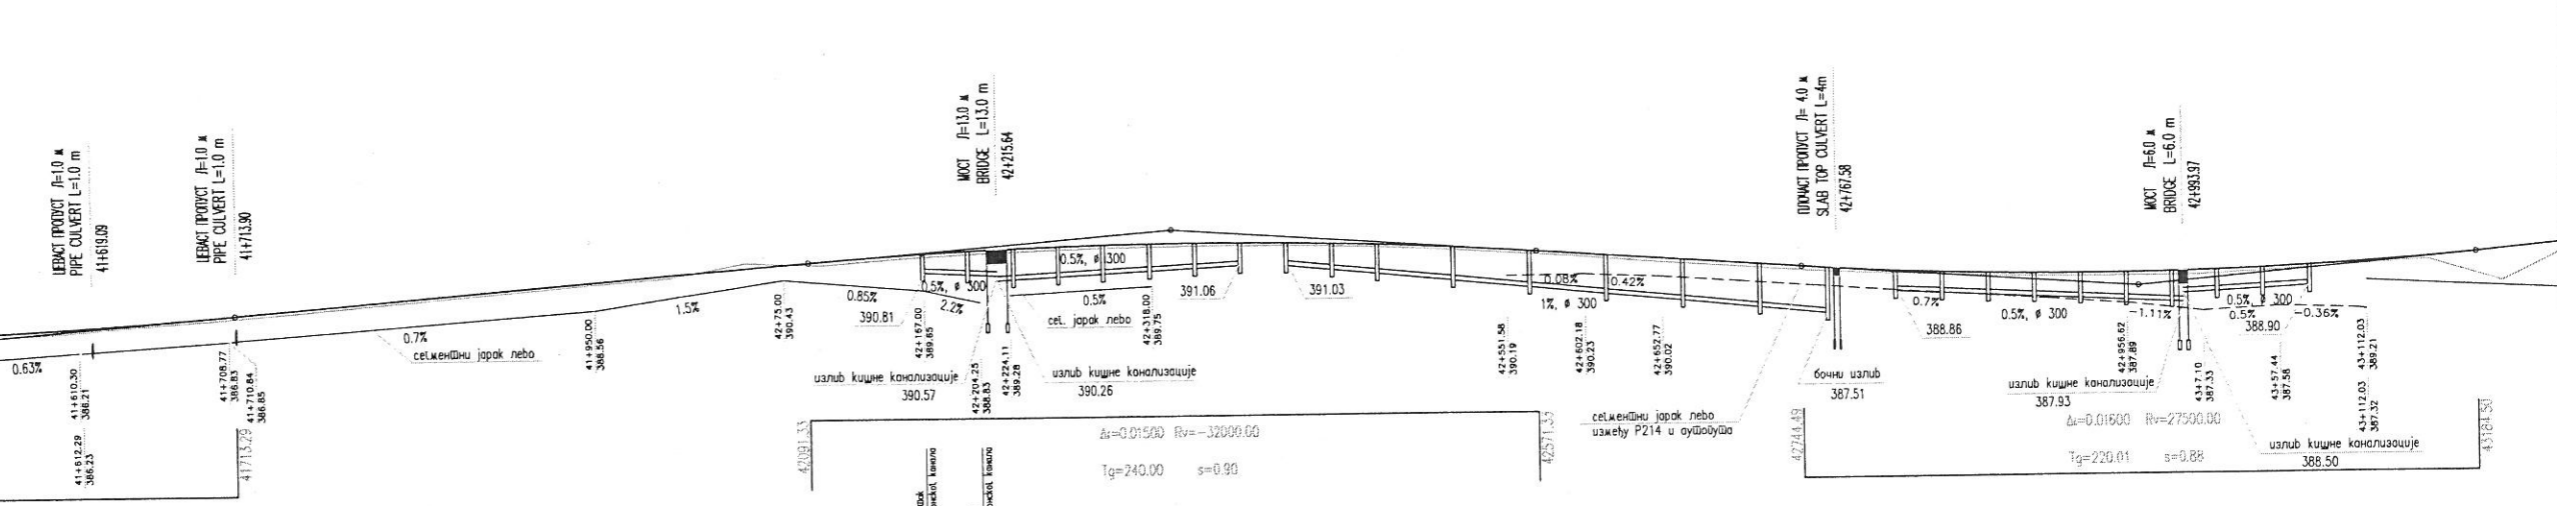 ЦЕВАСТ ПРОПУСТ Л=1.0 м
PIPE CULVERT L=1.0 m
41+619.09
ЦЕВАСТ ПРОПУСТ Л=1.0 м
PIPE CULVERT L=1.0 m
41+713.90
МОСТ Л=13.0 м
BRIDGE L=13.0 m
42+215.64
ПЛОЧАСТ ПРОПУСТ Л= 4.0 м
SLAB TOP CULVERT L=4m
42+767.58
МОСТ Л=6.0 м
BRIDGE L=6.0 m
42+993.97
0.63%
0.7%
сегментни јарак лево
1.5%
0.85%
390.81
0.5%, ø 300
2.2%
0.5%, ø 300
0.5%
391.06
сег. јарак лево
391.03
0.08%
0.42%
1%, ø 300
0.7%
388.86
0.5%, ø 300
-1.11%
0.5%, ø 300
0.5%
388.90
-0.36%
41+610.30
386.21
41+612.29
386.23
41+708.77
386.83
41+710.84
386.85
41+950.00
388.56
42+75.00
390.43
42+167.00
389.65
42+204.25
388.83
42+224.11
389.28
42+318.00
389.75
42+551.58
390.19
42+602.18
390.23
42+652.77
390.02
42+956.62
387.89
43+7.10
387.33
43+57.44
387.58
43+112.03
389.21
43+112.03
387.32
излив кишне канализације
390.57
излив кишне канализације
390.26
бочни излив
387.51
излив кишне канализације
387.93
излив кишне канализације
388.50
сегментни јарак лево
између Р214 и аутопута
41713.29
42091.33
Δi=0.01500 Rv=-32000.00
Tg=240.00 s=0.90
42571.33
42744.49
Δi=0.01600 Rv=27500.00
Tg=220.01 s=0.88
43184.50
канала
канала